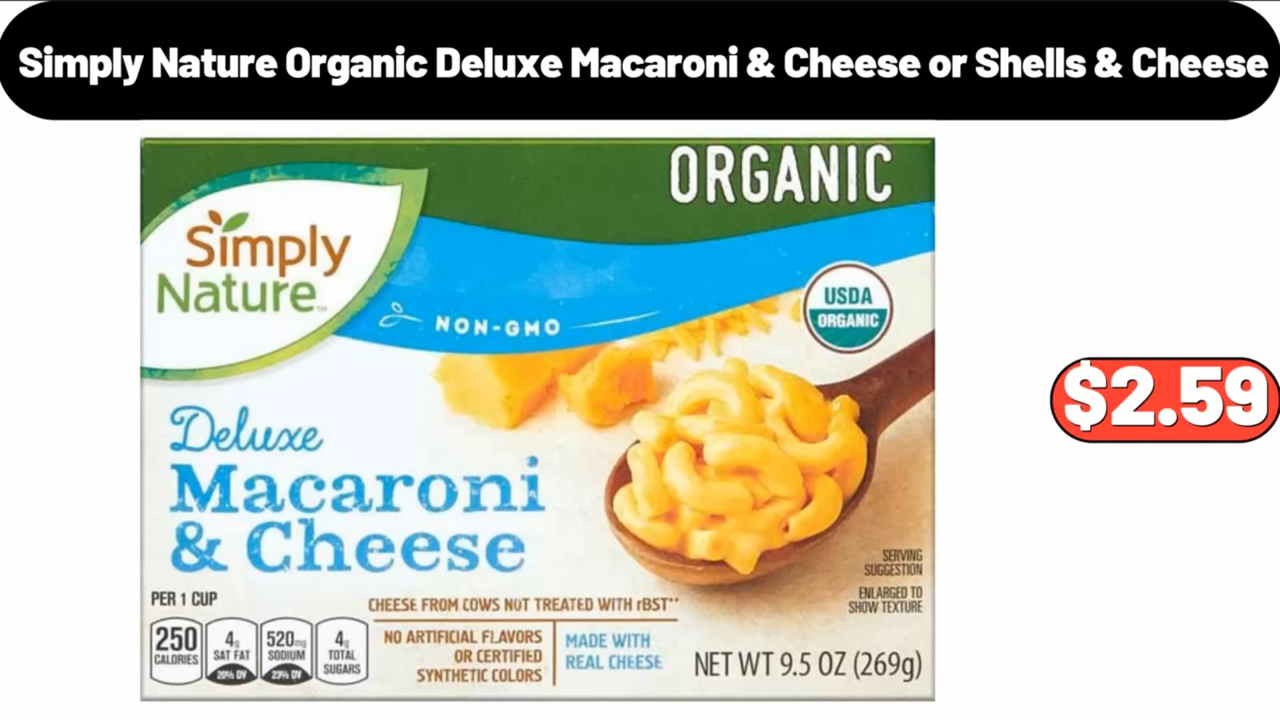 Simply Nature Organic Deluxe Macaroni & Cheese or Shells & Cheese
ORGANIC
Simply
Nature™
NON-GMO
USDA
ORGANIC
$2.59
Deluxe
Macaroni
& Cheese
SERVING
SUGGESTION
ENLARGED TO
SHOW TEXTURE
PER 1 CUP
250
CALORIES
4g
SAT FAT
20% DV
520mg
SODIUM
23% DV
4g
TOTAL
SUGARS
CHEESE FROM COWS NOT TREATED WITH rBST**
NO ARTIFICIAL FLAVORS
OR CERTIFIED
SYNTHETIC COLORS
MADE WITH
REAL CHEESE
NET WT 9.5 OZ (269g)